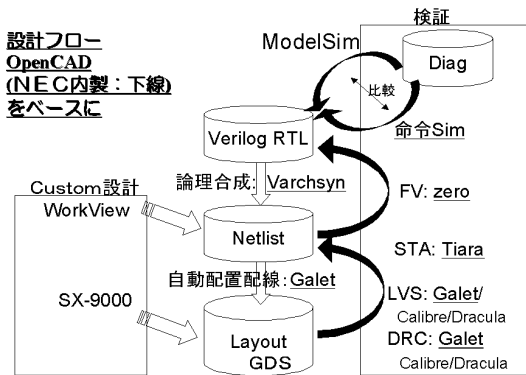 設計フロー
OpenCAD
(NEC内製：下線)
をベースに
検証
ModelSim
Diag
比較
命令Sim
Verilog RTL
論理合成: Varchsyn
FV: zero
Custom設計
WorkView
Netlist
STA: Tiara
自動配置配線: Galet
SX-9000
LVS: Galet/
Calibre/Dracula
Layout
GDS
DRC: Galet
Calibre/Dracula